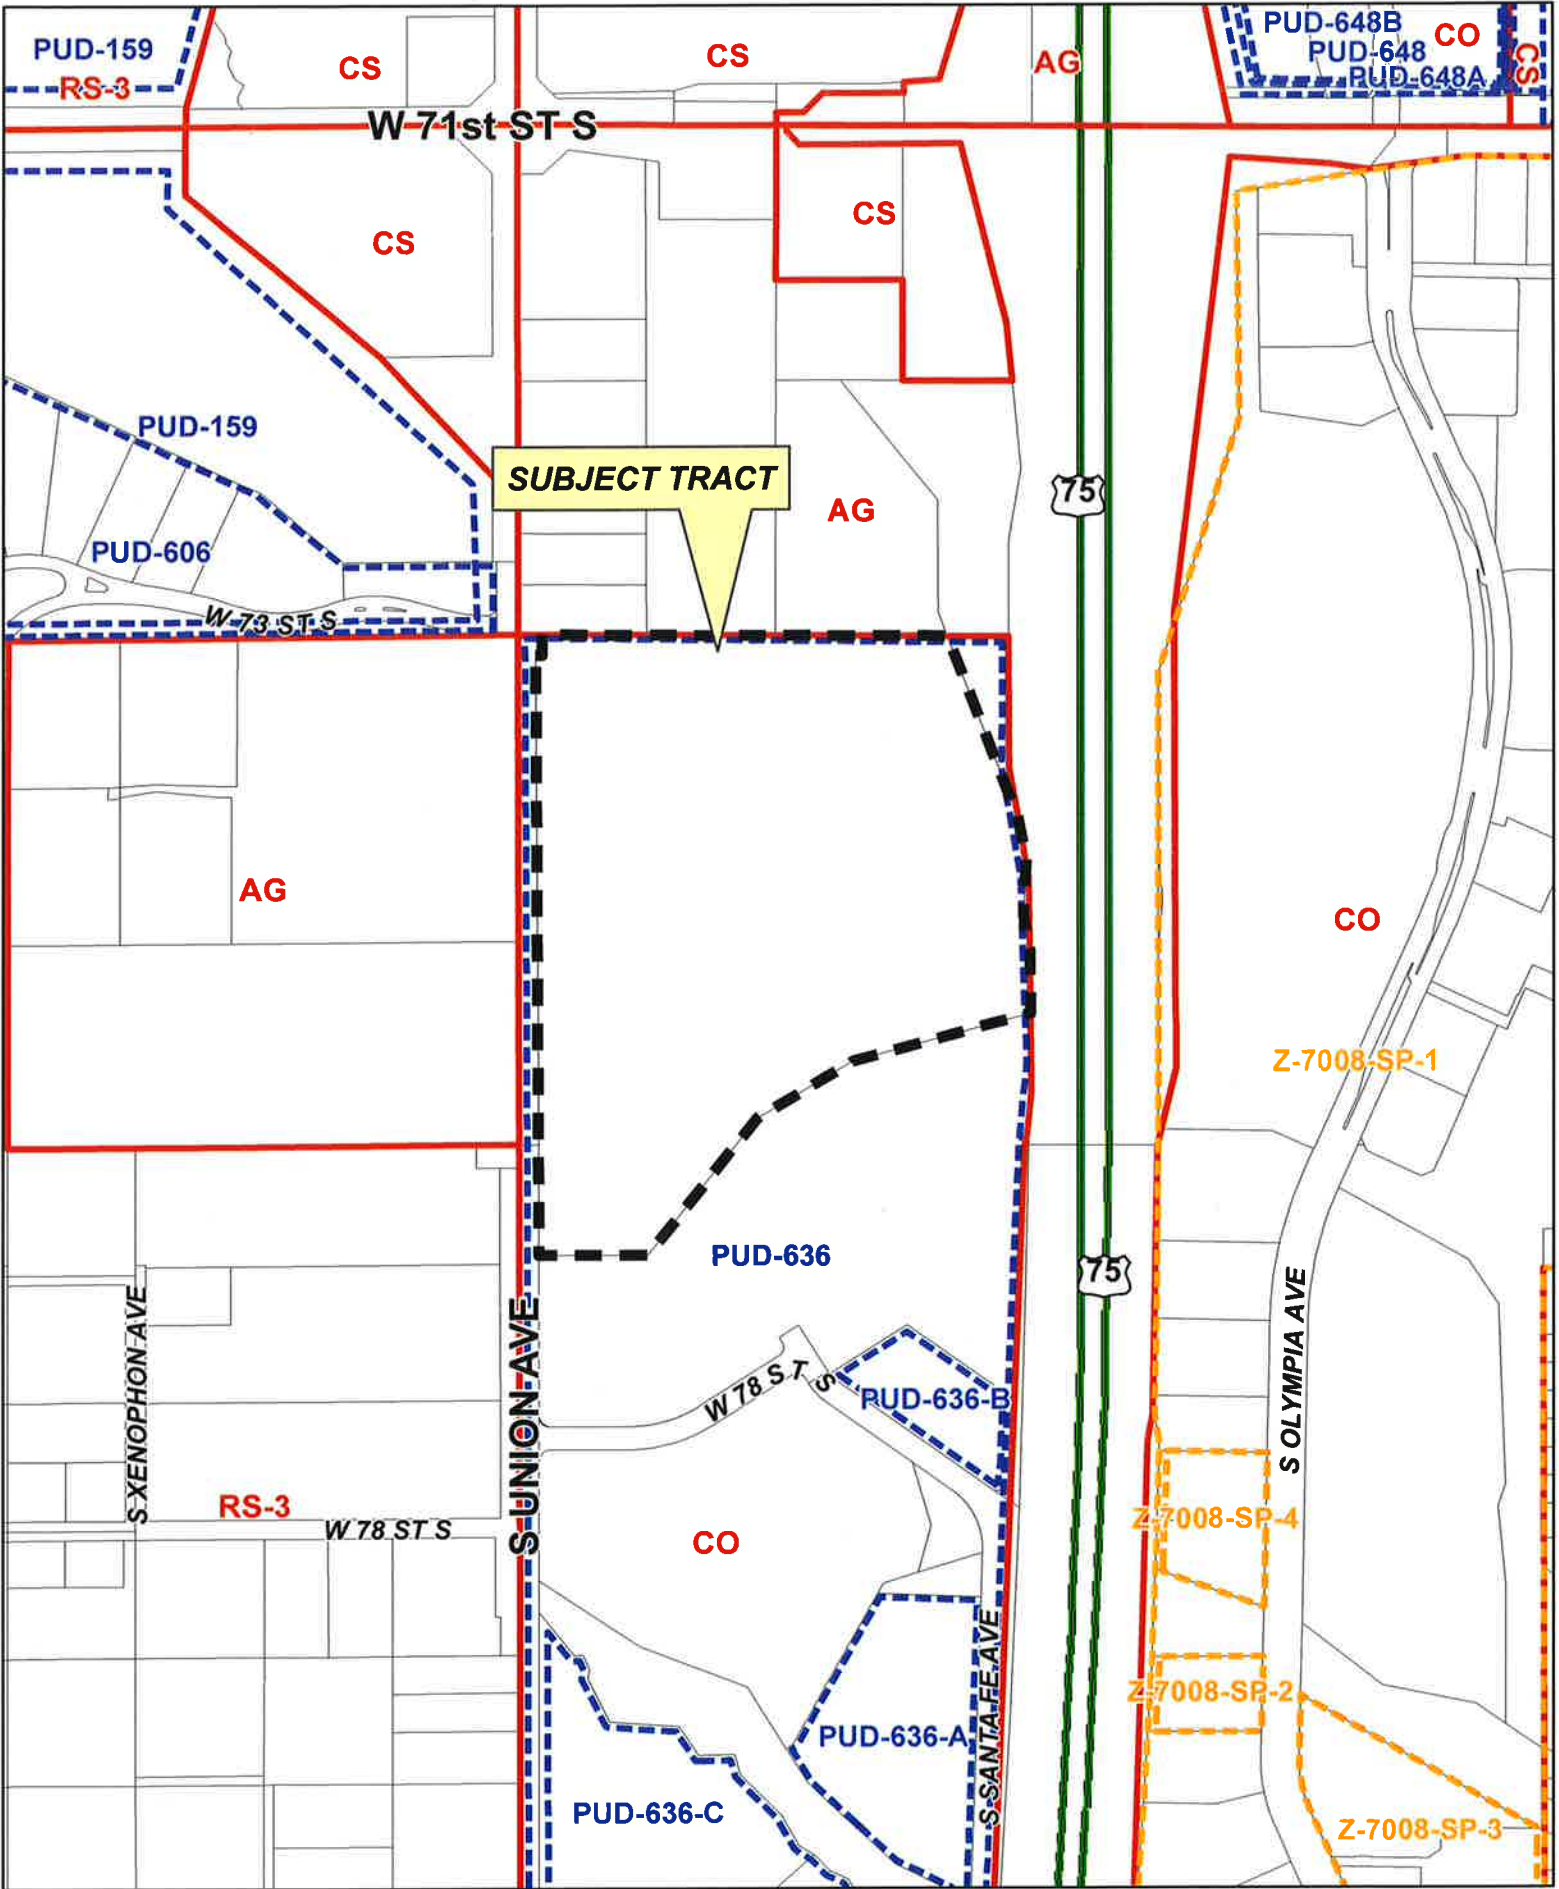 PUD-159
RS-3
CS
CS
AG
PUD-648B
PUD-648
PUD-648A
CO
CS
W 71st ST S
CS
CS
PUD-159
SUBJECT TRACT
AG
75
PUD-606
W 73 ST S
AG
CO
Z-7008-SP-1
PUD-636
75
S XENOPHON AVE
S UNION AVE
W 78 ST S
PUD-636-B
S OLYMPIA AVE
RS-3
W 78 ST S
CO
Z-7008-SP-4
S SANTA FE AVE
Z-7008-SP-2
PUD-636-A
PUD-636-C
Z-7008-SP-3